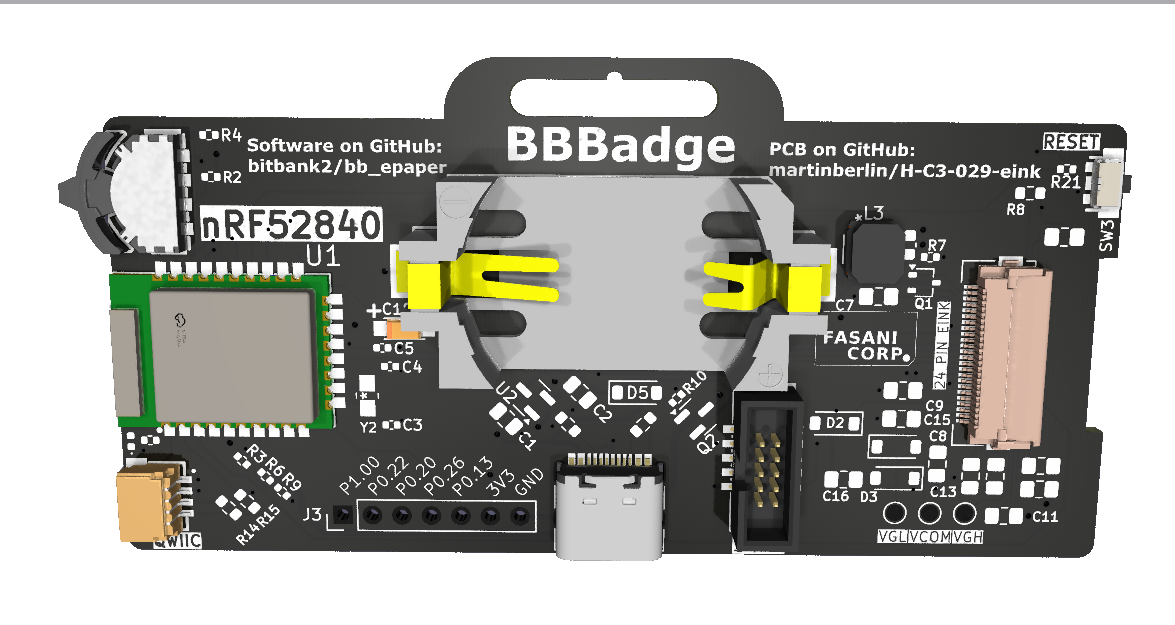 BBBadge
R4
Software on GitHub:
bitbank2/bb_epaper
R2
PCB on GitHub:
martinberlin/H-C3-029-eink
RESET
R21
R8
SW3
nRF52840
U1
* L3
R7
Q1
C7
FASANI
CORP.
24 PIN EINK
C5
C4
Y2
C3
U2
C1
C2
D5
R10
Q2
D2
C9
C15
C8
C16
D3
C13
C11
R3
R6
R9
R14
R15
J3
P1.00
P0.22
P0.20
P0.26
P0.13
3V3
GND
QWIIC
VGL
VCOM
VGH